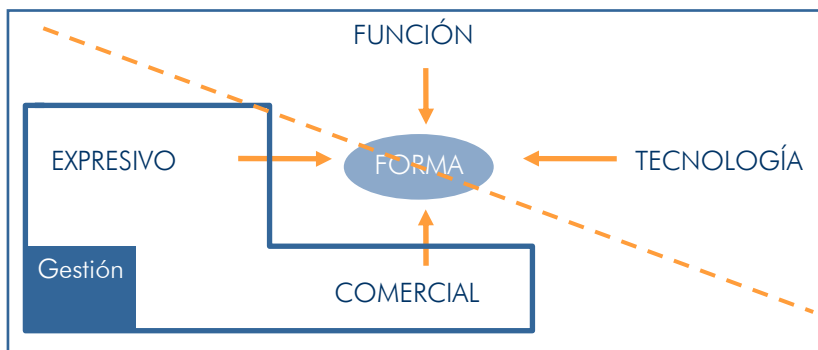 FUNCIÓN
EXPRESIVO
FORMA
TECNOLOGÍA
Gestión
COMERCIAL